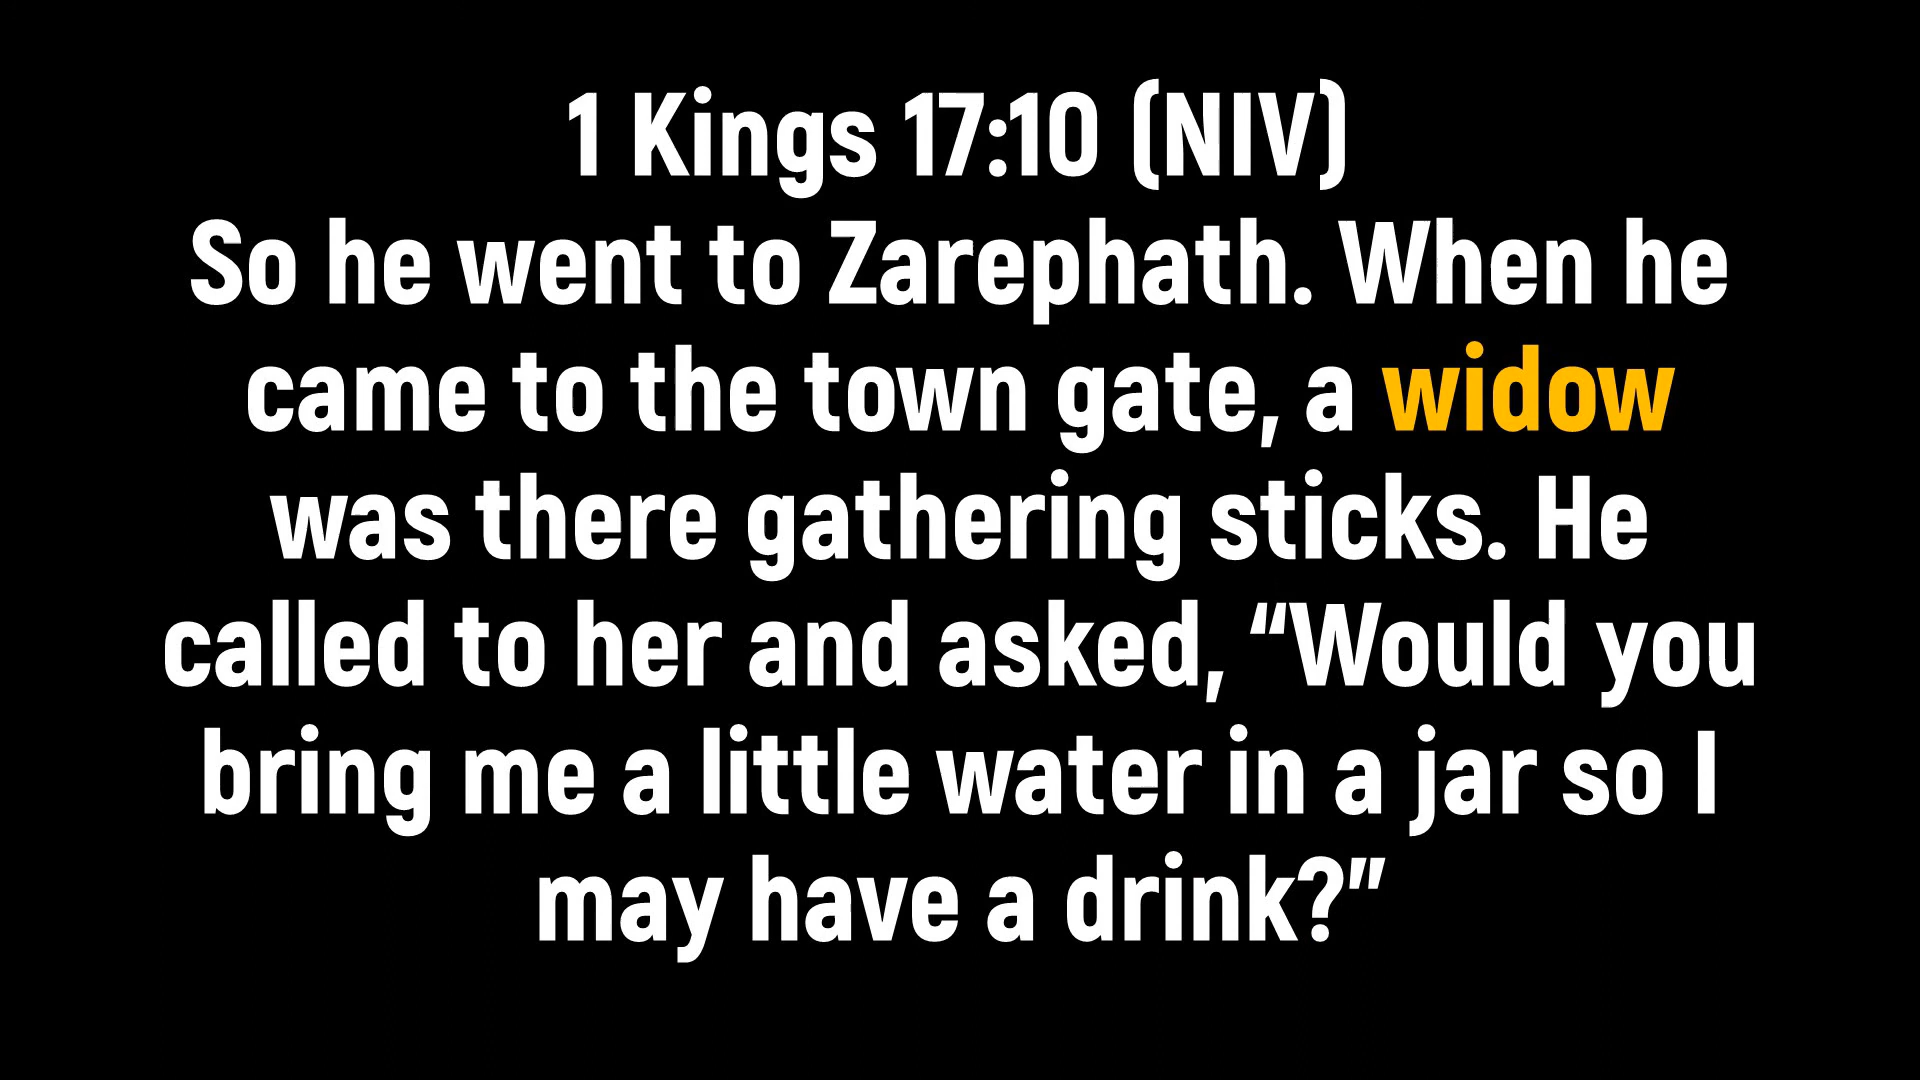 1 Kings 17:10 (NIV)
So he went to Zarephath. When he
came to the town gate, a widow
was there gathering sticks. He
called to her and asked, “Would you
bring me a little water in a jar so I
may have a drink?”